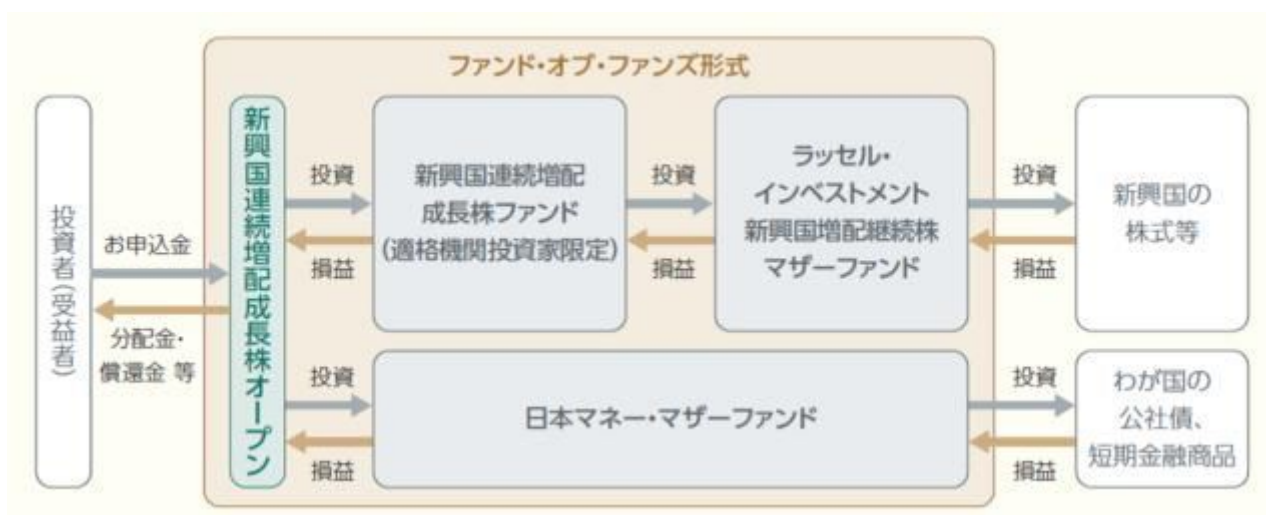 ファンド・オブ・ファンズ形式
投資者（受益者）
お申込金
分配金・
償還金 等
新興国連続増配成長株オープン
投資
損益
新興国連続増配
成長株ファンド
(適格機関投資家限定)
投資
損益
ラッセル・
インベストメント
新興国増配継続株
マザーファンド
投資
損益
新興国の
株式等
投資
損益
日本マネー・マザーファンド
投資
損益
わが国の
公社債、
短期金融商品